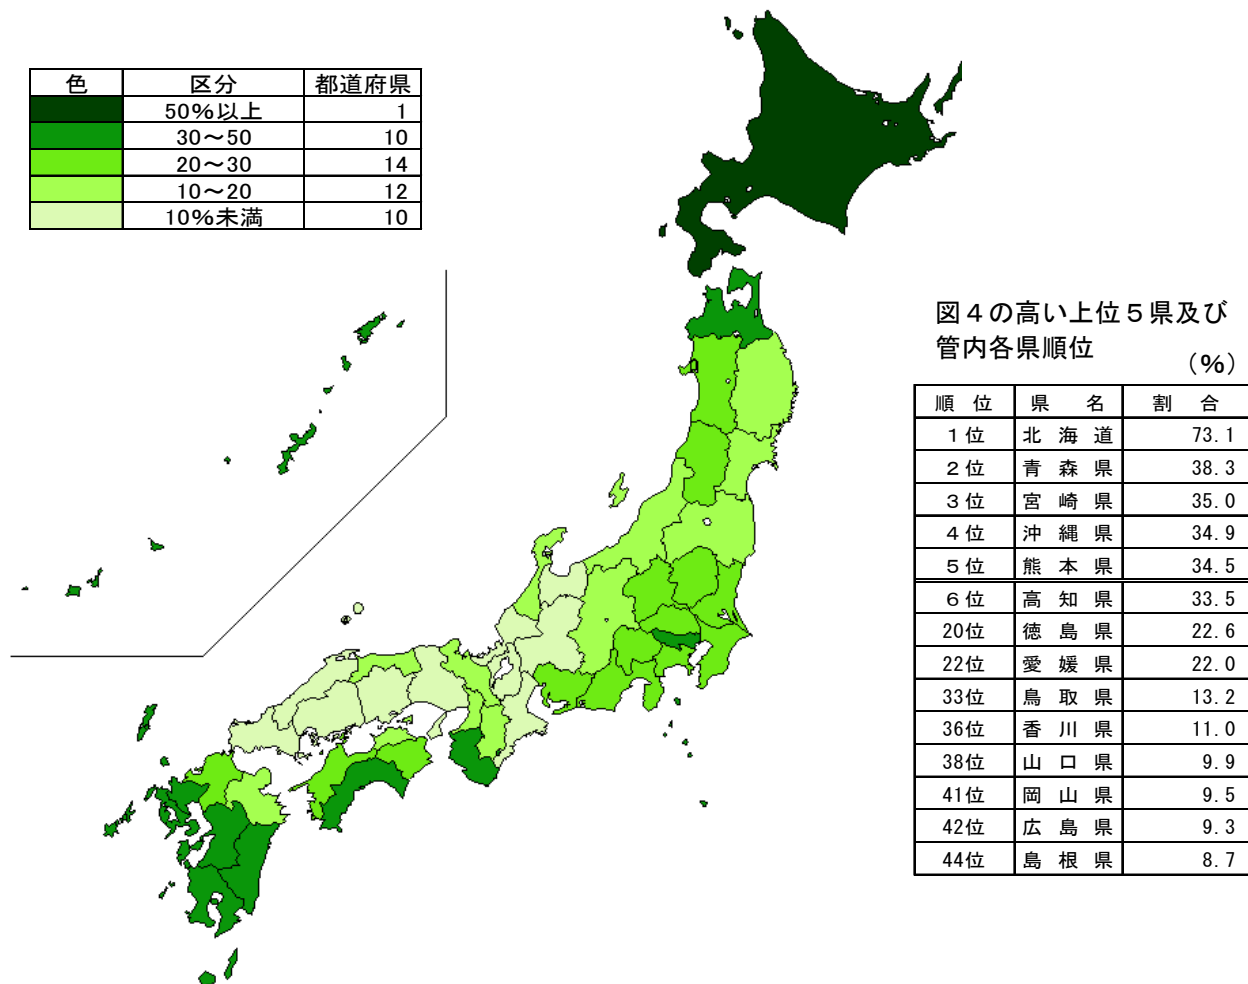 色 区分 都道府県
50%以上 1
30～50 10
20～30 14
10～20 12
10%未満 10
図４の高い上位５県及び
管内各県順位
（%）
順 位 県 名 割 合
1位 北 海 道 73.1
2位 青 森 県 38.3
3位 宮 崎 県 35.0
4位 沖 縄 県 34.9
5位 熊 本 県 34.5
6位 高 知 県 33.5
20位 徳 島 県 22.6
22位 愛 媛 県 22.0
33位 鳥 取 県 13.2
36位 香 川 県 11.0
38位 山 口 県 9.9
41位 岡 山 県 9.5
42位 広 島 県 9.3
44位 島 根 県 8.7